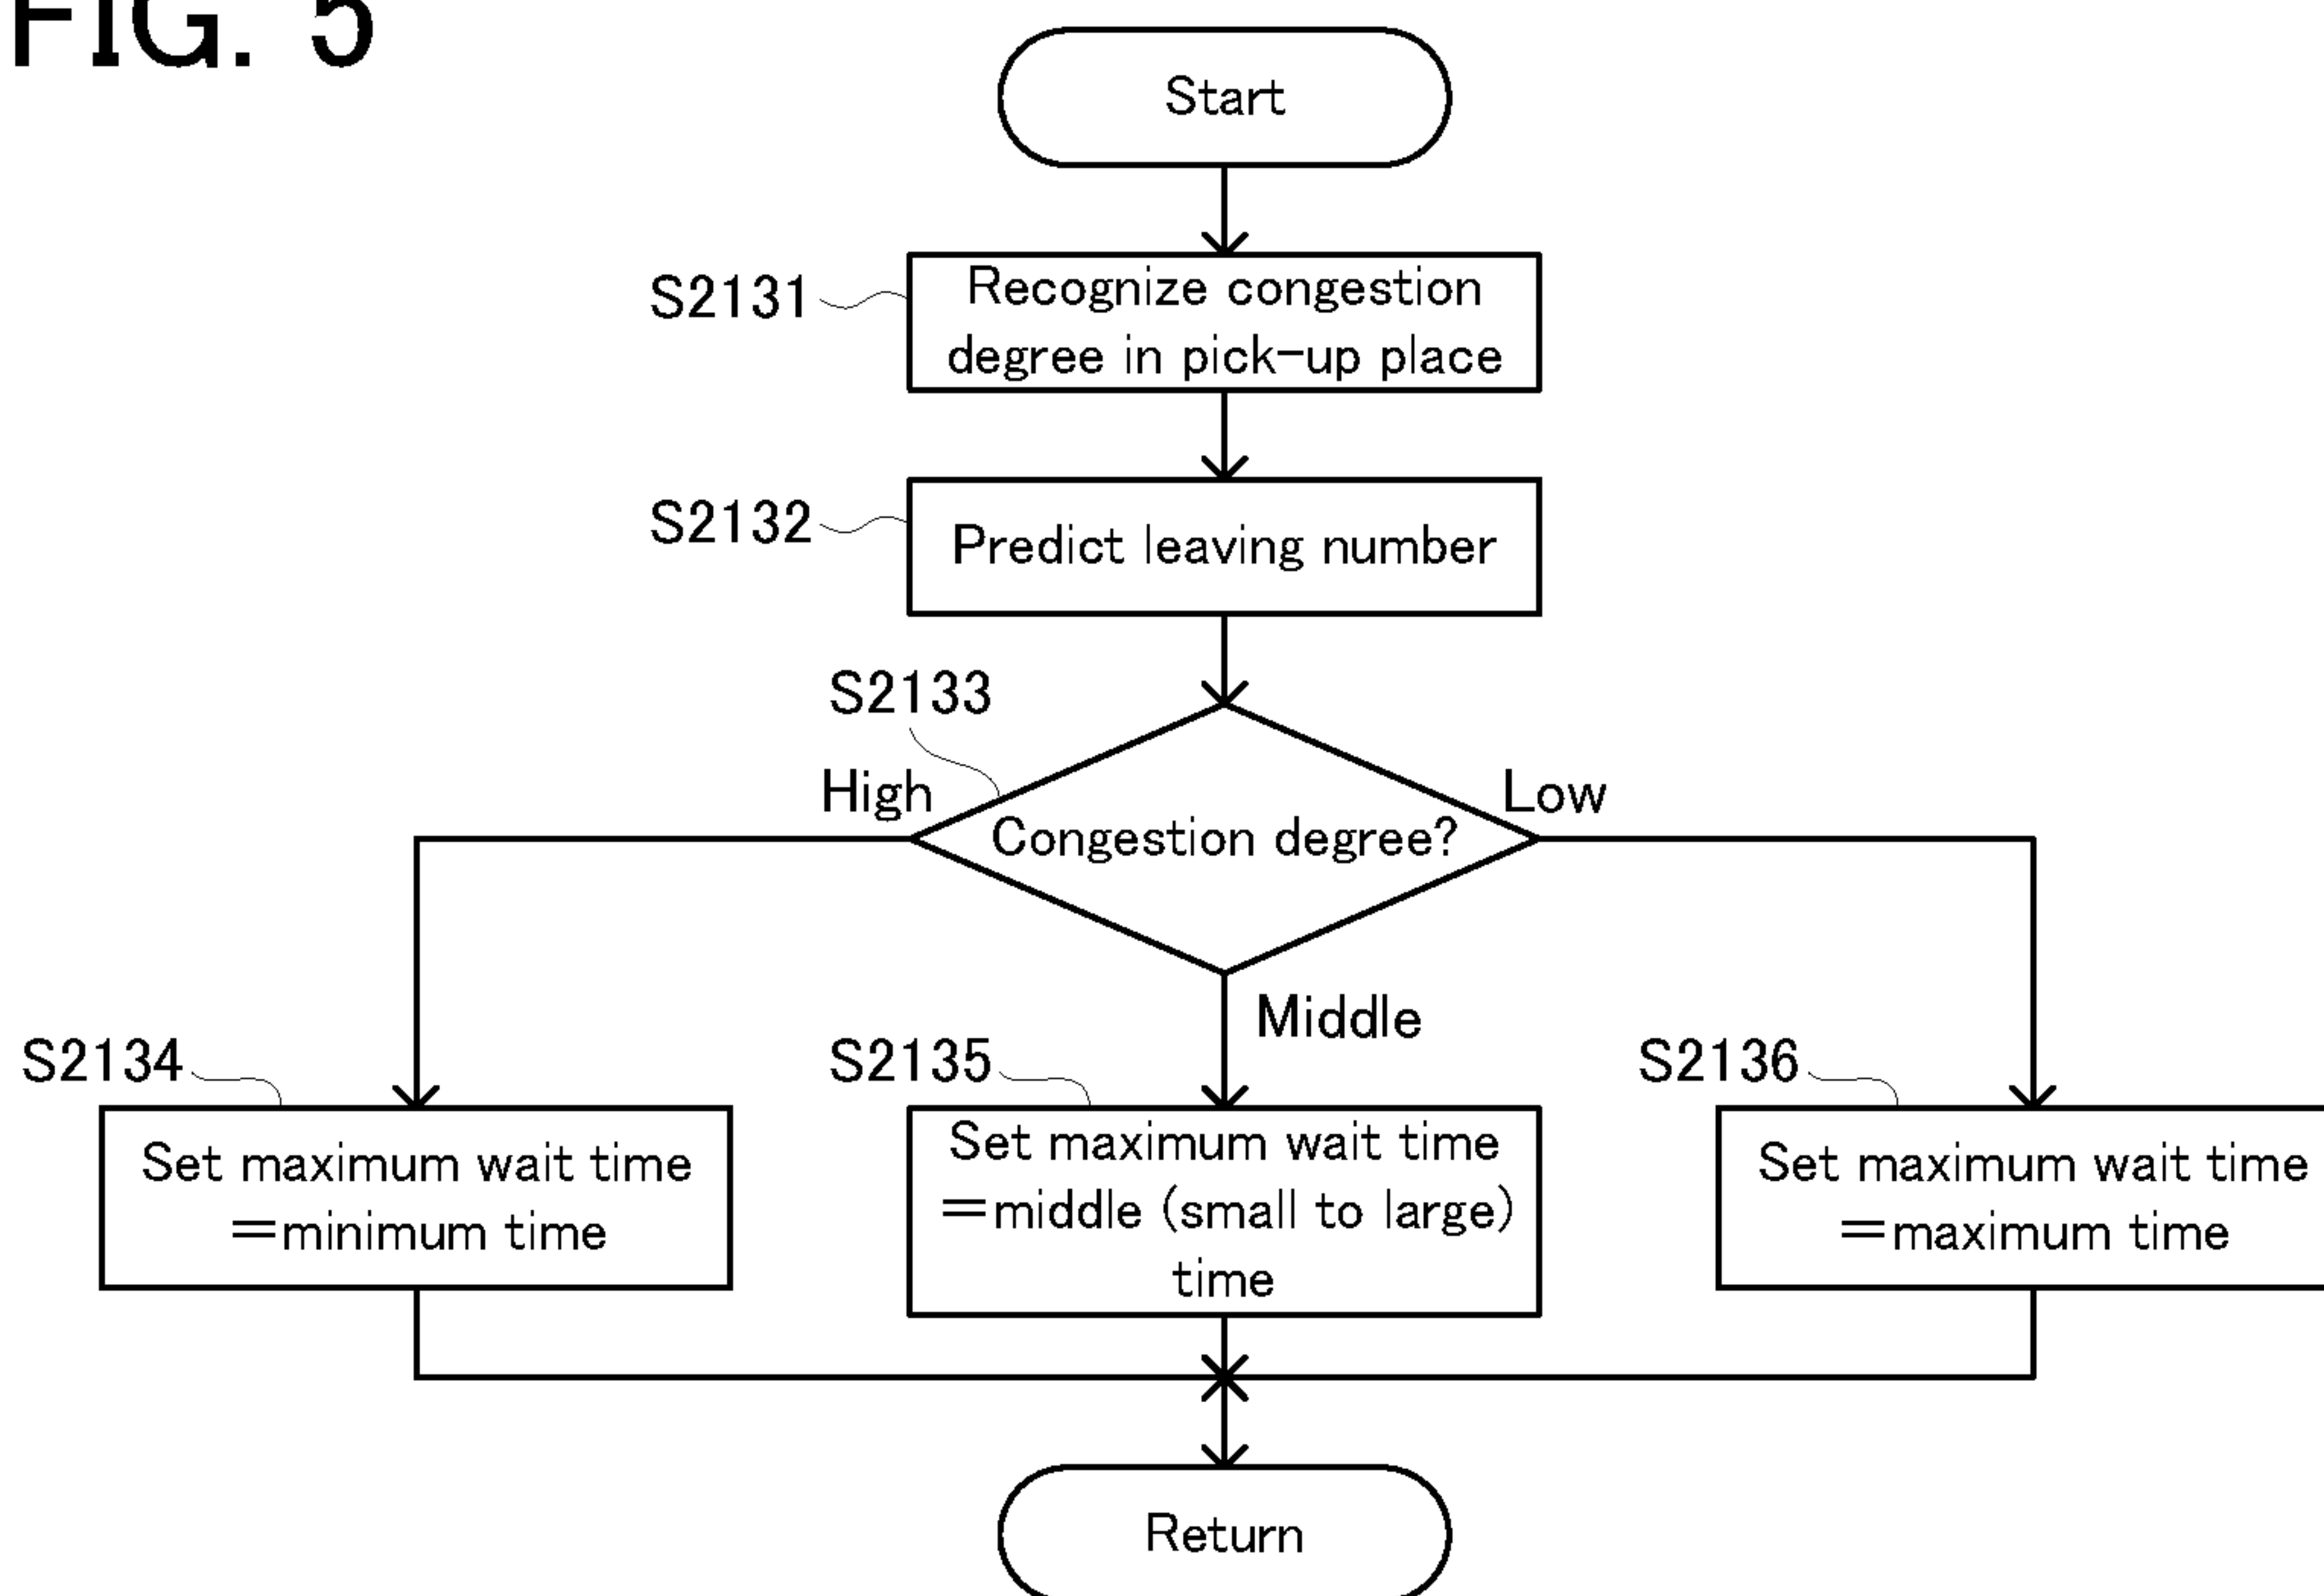 FIG. 5
Start
S2131
Recognize congestion
degree in pick-up place
S2132
Predict leaving number
S2133
High
Low
Congestion degree?
Middle
S2134
Set maximum wait time
=minimum time
S2135
Set maximum wait time
=middle (small to large)
time
S2136
Set maximum wait time
=maximum time
Return